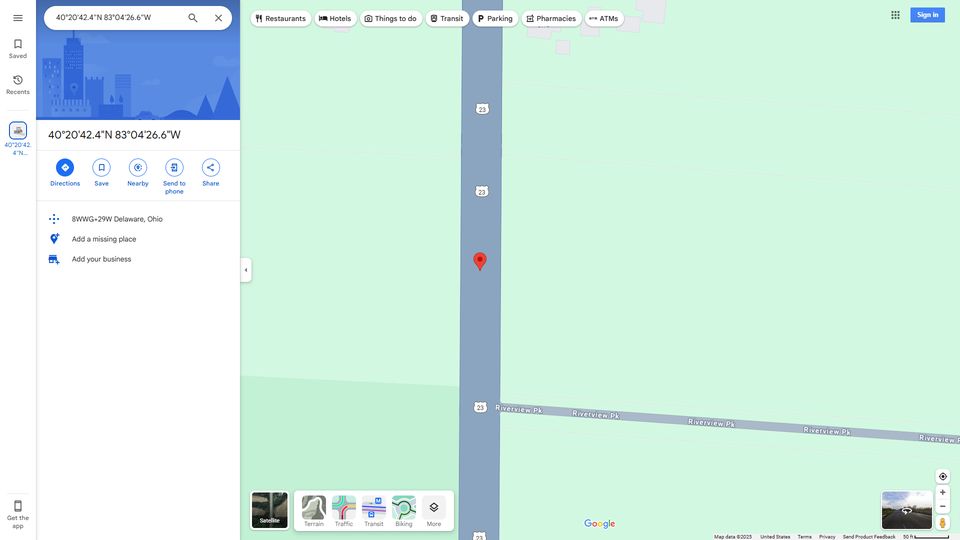 40°20'42.4"N 83°04'26.6"W
Restaurants
Hotels
Things to do
Transit
Parking
Pharmacies
ATMs
Sign in
Saved
Recents
40°20'42.
4"N...
40°20'42.4"N 83°04'26.6"W
Directions
Save
Nearby
Send to
phone
Share
8WWG+29W Delaware, Ohio
Add a missing place
Add your business
23
23
23
Riverview Pk
Riverview Pk
Riverview Pk
Riverview Pk
Riverview P
23
Get the
app
Satellite
Terrain
Traffic
Transit
Biking
More
Google
Map data ©2025
United States
Terms
Privacy
Send Product Feedback
50 ft